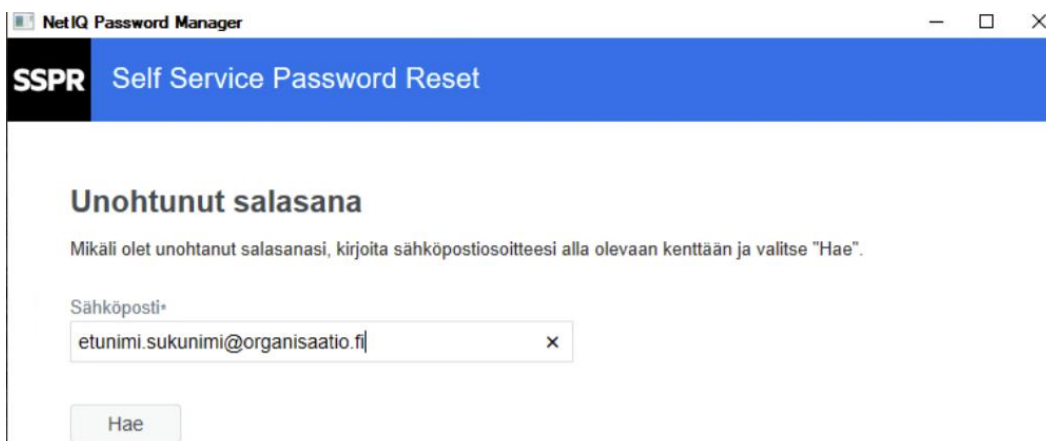 NetIQ Password Manager
SSPR Self Service Password Reset
Unohtunut salasana
Mikäli olet unohtanut salasanasi, kirjoita sähköpostiosoitteesi alla olevaan kenttään ja valitse "Hae".
Sähköposti*
etunimi.sukunimi@organisaatio.fi
Hae